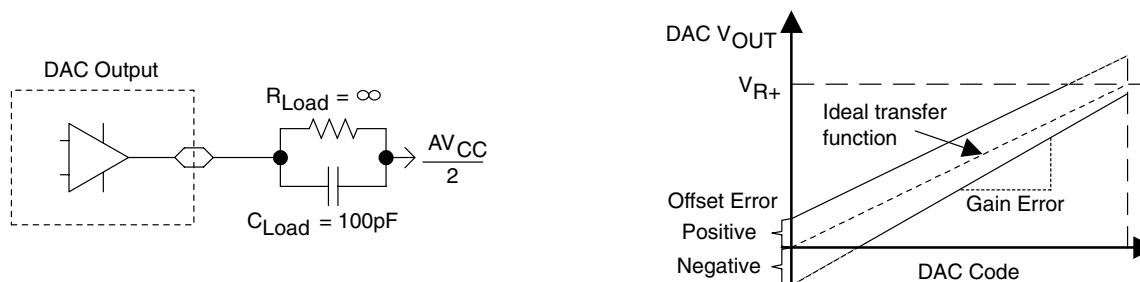 DAC Output
R_Load = ∞
AV_CC
2
C_Load = 100pF
DAC V_OUT
V_R+
Ideal transfer
function
Offset Error
Positive
Negative
Gain Error
DAC Code